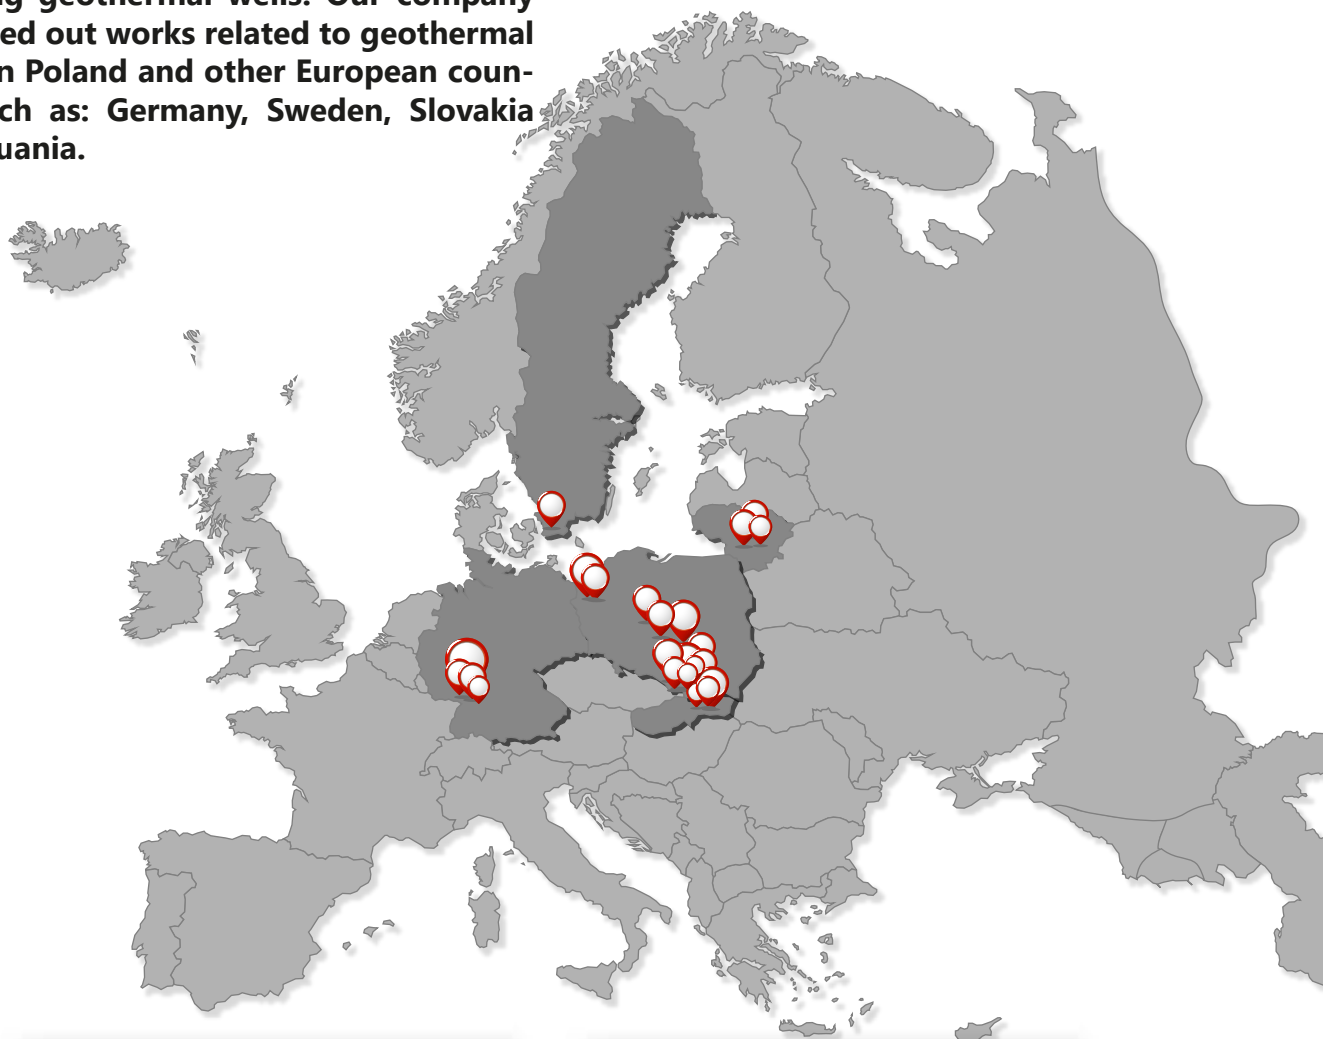 geothermal wells. Our company
ed out works related to geothermal
n Poland and other European coun-
ch as: Germany, Sweden, Slovakia
uania.